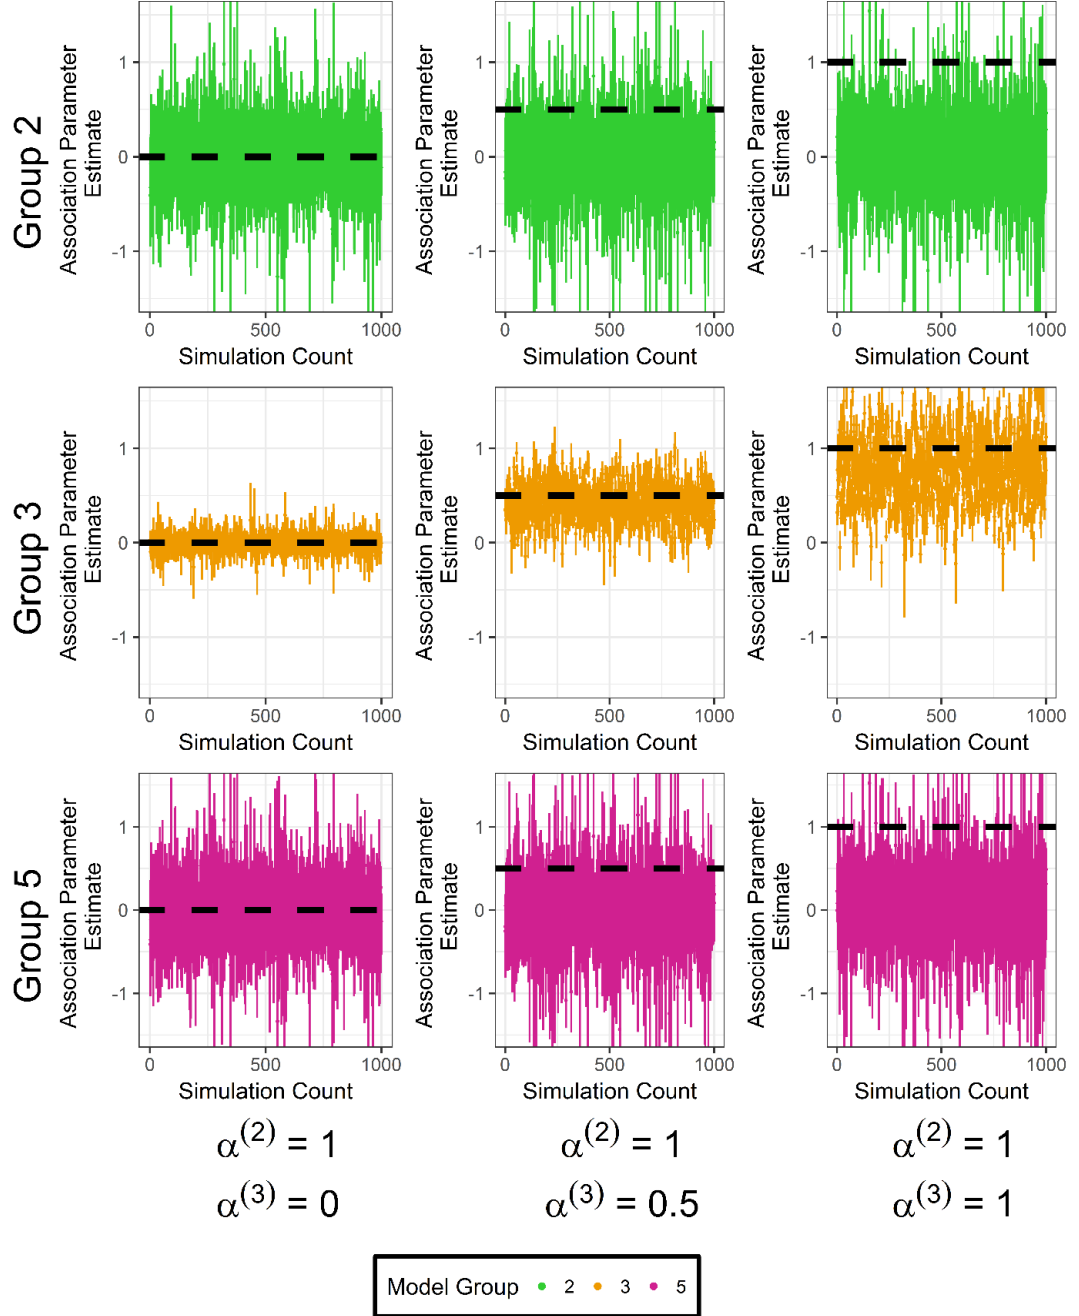 Group 2
Association Parameter
Estimate
1
0
-1
0
500
1000
Simulation Count
Association Parameter
Estimate
1
0
-1
0
500
1000
Simulation Count
Association Parameter
Estimate
1
0
-1
0
500
1000
Simulation Count
Group 3
Association Parameter
Estimate
1
0
-1
0
500
1000
Simulation Count
Association Parameter
Estimate
1
0
-1
0
500
1000
Simulation Count
Association Parameter
Estimate
1
0
-1
0
500
1000
Simulation Count
Group 5
Association Parameter
Estimate
1
0
-1
0
500
1000
Simulation Count
Association Parameter
Estimate
1
0
-1
0
500
1000
Simulation Count
Association Parameter
Estimate
1
0
-1
0
500
1000
Simulation Count
α⁽²⁾ = 1
α⁽²⁾ = 1
α⁽²⁾ = 1
α⁽³⁾ = 0
α⁽³⁾ = 0.5
α⁽³⁾ = 1
Model Group 2 3 5